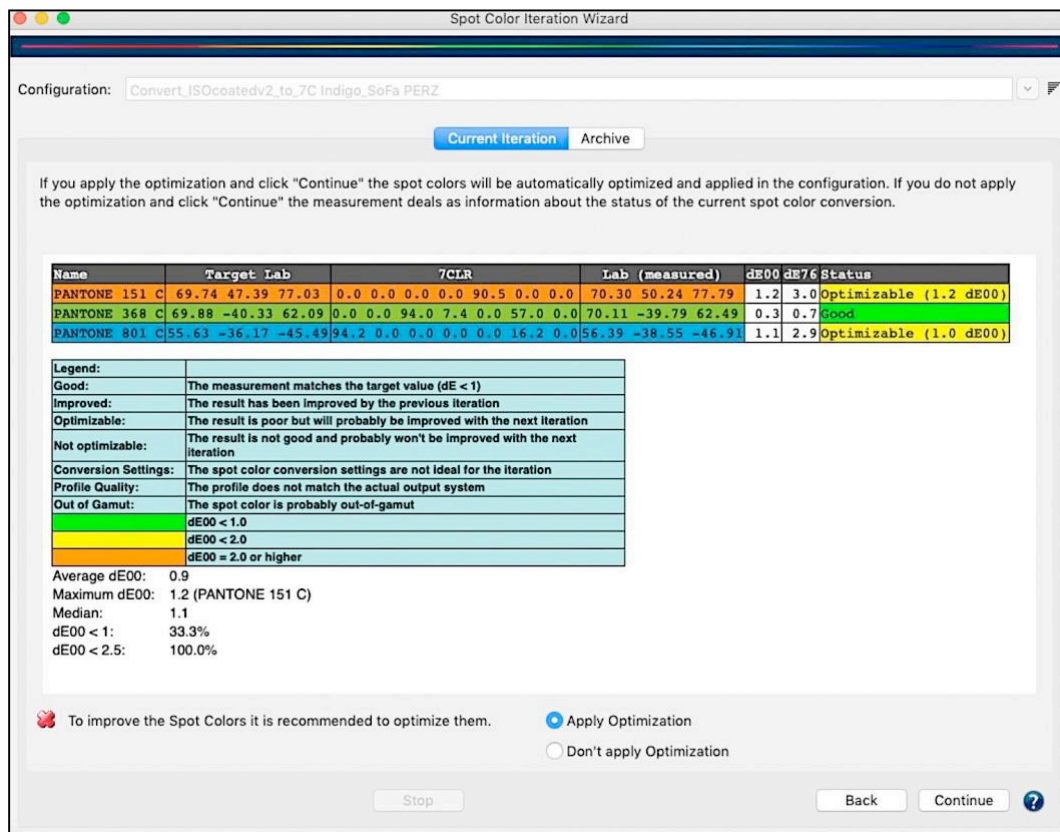 Spot Color Iteration Wizard
Configuration: Convert_ISOcoatedv2_to_7C Indigo_SoFa PERZ
Current Iteration Archive
If you apply the optimization and click "Continue" the spot colors will be automatically optimized and applied in the configuration. If you do not apply
the optimization and click "Continue" the measurement deals as information about the status of the current spot color conversion.
Name Target Lab 7CLR Lab (measured) dE00 dE76 Status
PANTONE 151 C 69.74 47.39 77.03 0.0 0.0 0.0 0.0 90.5 0.0 0.0 70.30 50.24 77.79 1.2 3.0 Optimizable (1.2 dE00)
PANTONE 368 C 69.88 -40.33 62.09 0.0 0.0 94.0 7.4 0.0 57.0 0.0 70.11 -39.79 62.49 0.3 0.7 Good
PANTONE 801 C 55.63 -36.17 -45.49 94.2 0.0 0.0 0.0 0.0 16.2 0.0 56.39 -38.55 -46.91 1.1 2.9 Optimizable (1.0 dE00)
Legend:
Good: The measurement matches the target value (dE < 1)
Improved: The result has been improved by the previous iteration
Optimizable: The result is poor but will probably be improved with the next iteration
Not optimizable: The result is not good and probably won't be improved with the next
iteration
Conversion Settings: The spot color conversion settings are not ideal for the iteration
Profile Quality: The profile does not match the actual output system
Out of Gamut: The spot color is probably out-of-gamut
dE00 < 1.0
dE00 < 2.0
dE00 = 2.0 or higher
Average dE00: 0.9
Maximum dE00: 1.2 (PANTONE 151 C)
Median: 1.1
dE00 < 1: 33.3%
dE00 < 2.5: 100.0%
To improve the Spot Colors it is recommended to optimize them. Apply Optimization
Don't apply Optimization
Stop Back Continue ?